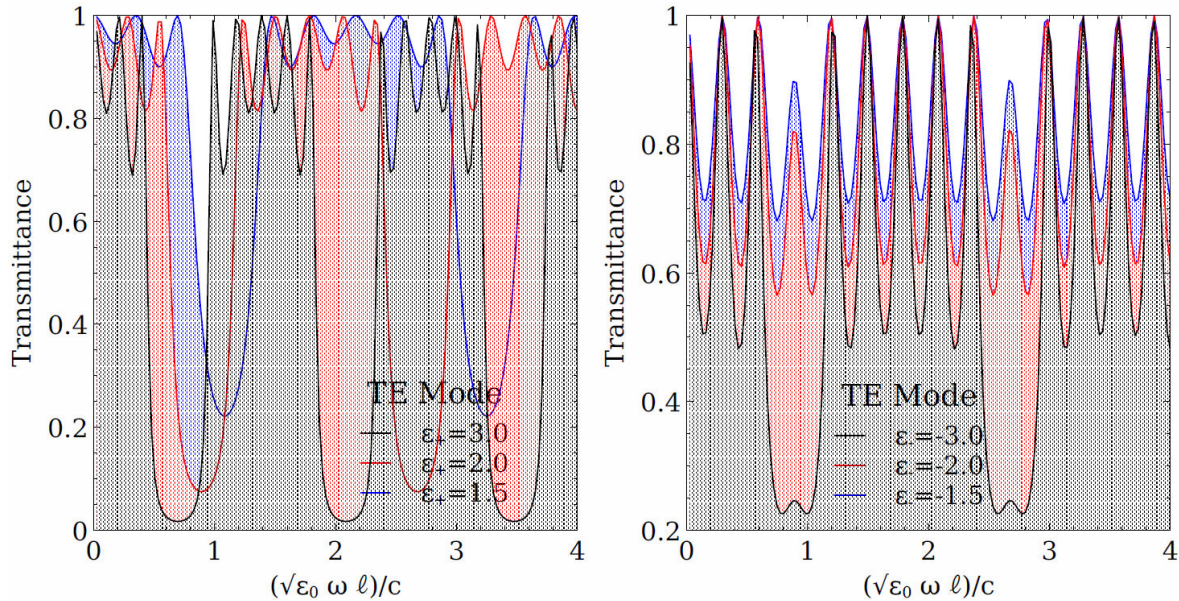 Transmittance
1
0.8
0.6
0.4
0.2
0
TE Mode
ε₊=3.0
ε₊=2.0
ε₊=1.5
0 1 2 3 4
(√ε₀ ω ℓ)/c
Transmittance
1
0.8
0.6
0.4
0.2
TE Mode
ε₋=-3.0
ε₋=-2.0
ε₋=-1.5
0 1 2 3 4
(√ε₀ ω ℓ)/c